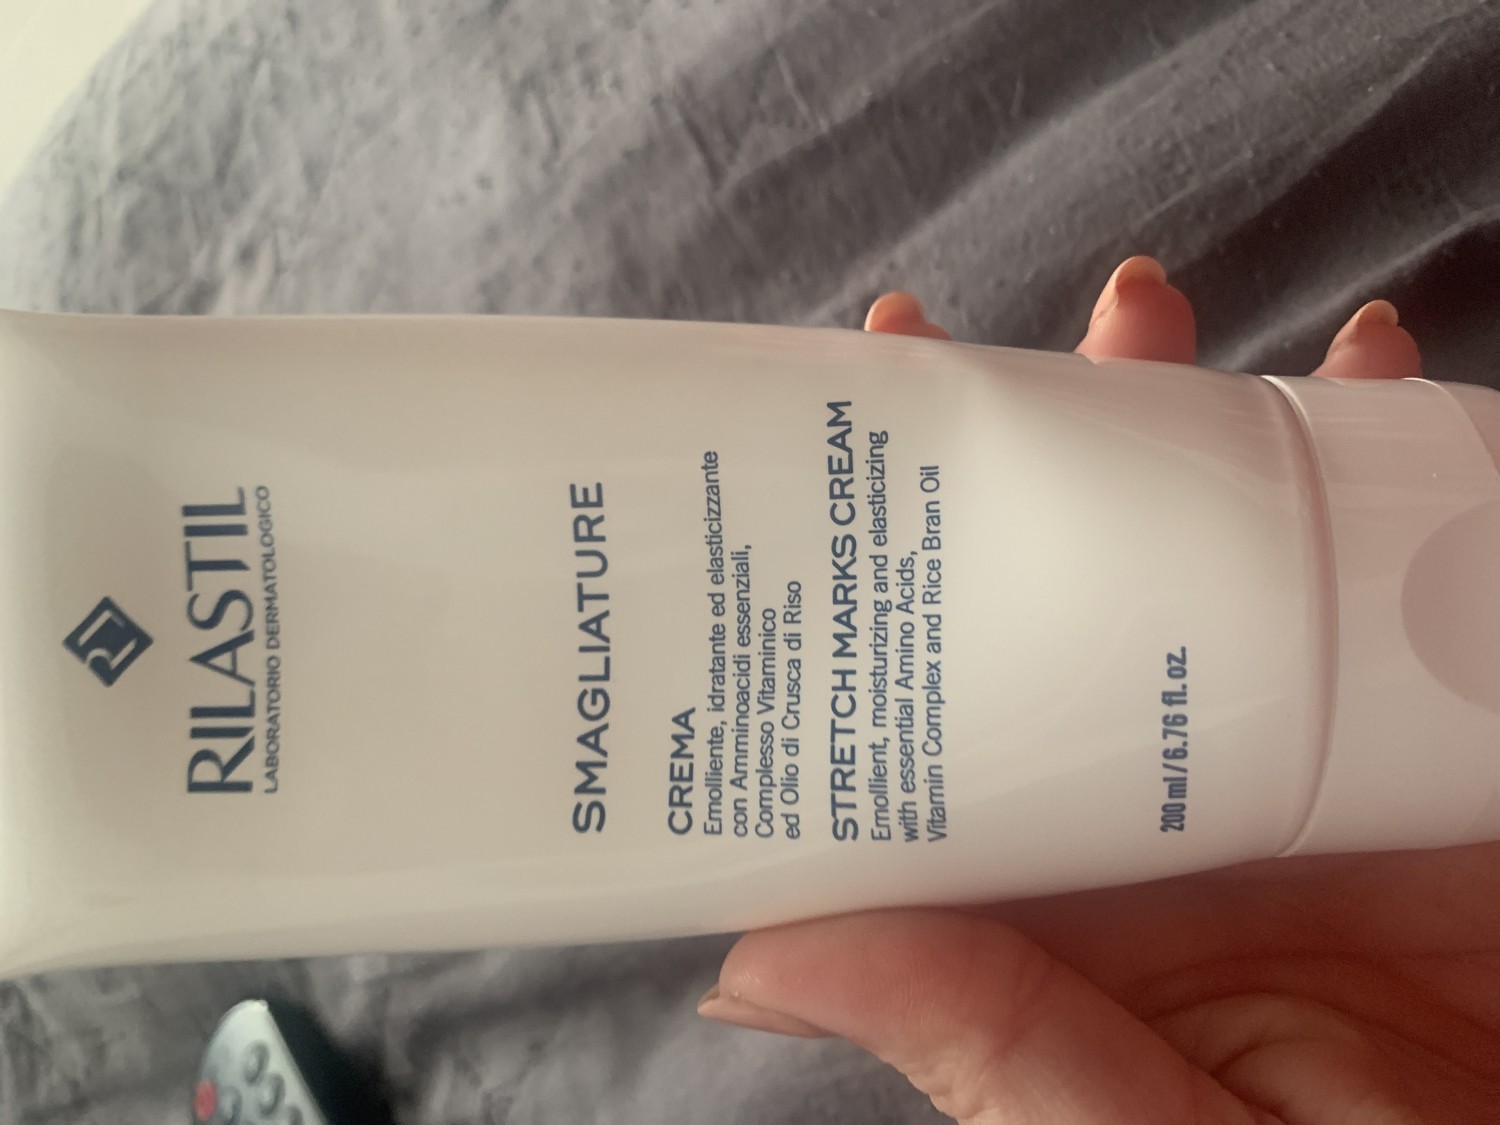 RILASTIL
LABORATORIO DERMATOLOGICO
SMAGLIATURE
CREMA
Emolliente, idratante ed elasticizzante
con Amminoacidi essenziali,
Complesso Vitaminico
ed Olio di Crusca di Riso
STRETCH MARKS CREAM
Emollient, moisturizing and elasticizing
with essential Amino Acids,
Vitamin Complex and Rice Bran Oil
200 ml / 6.76 fl. oz.